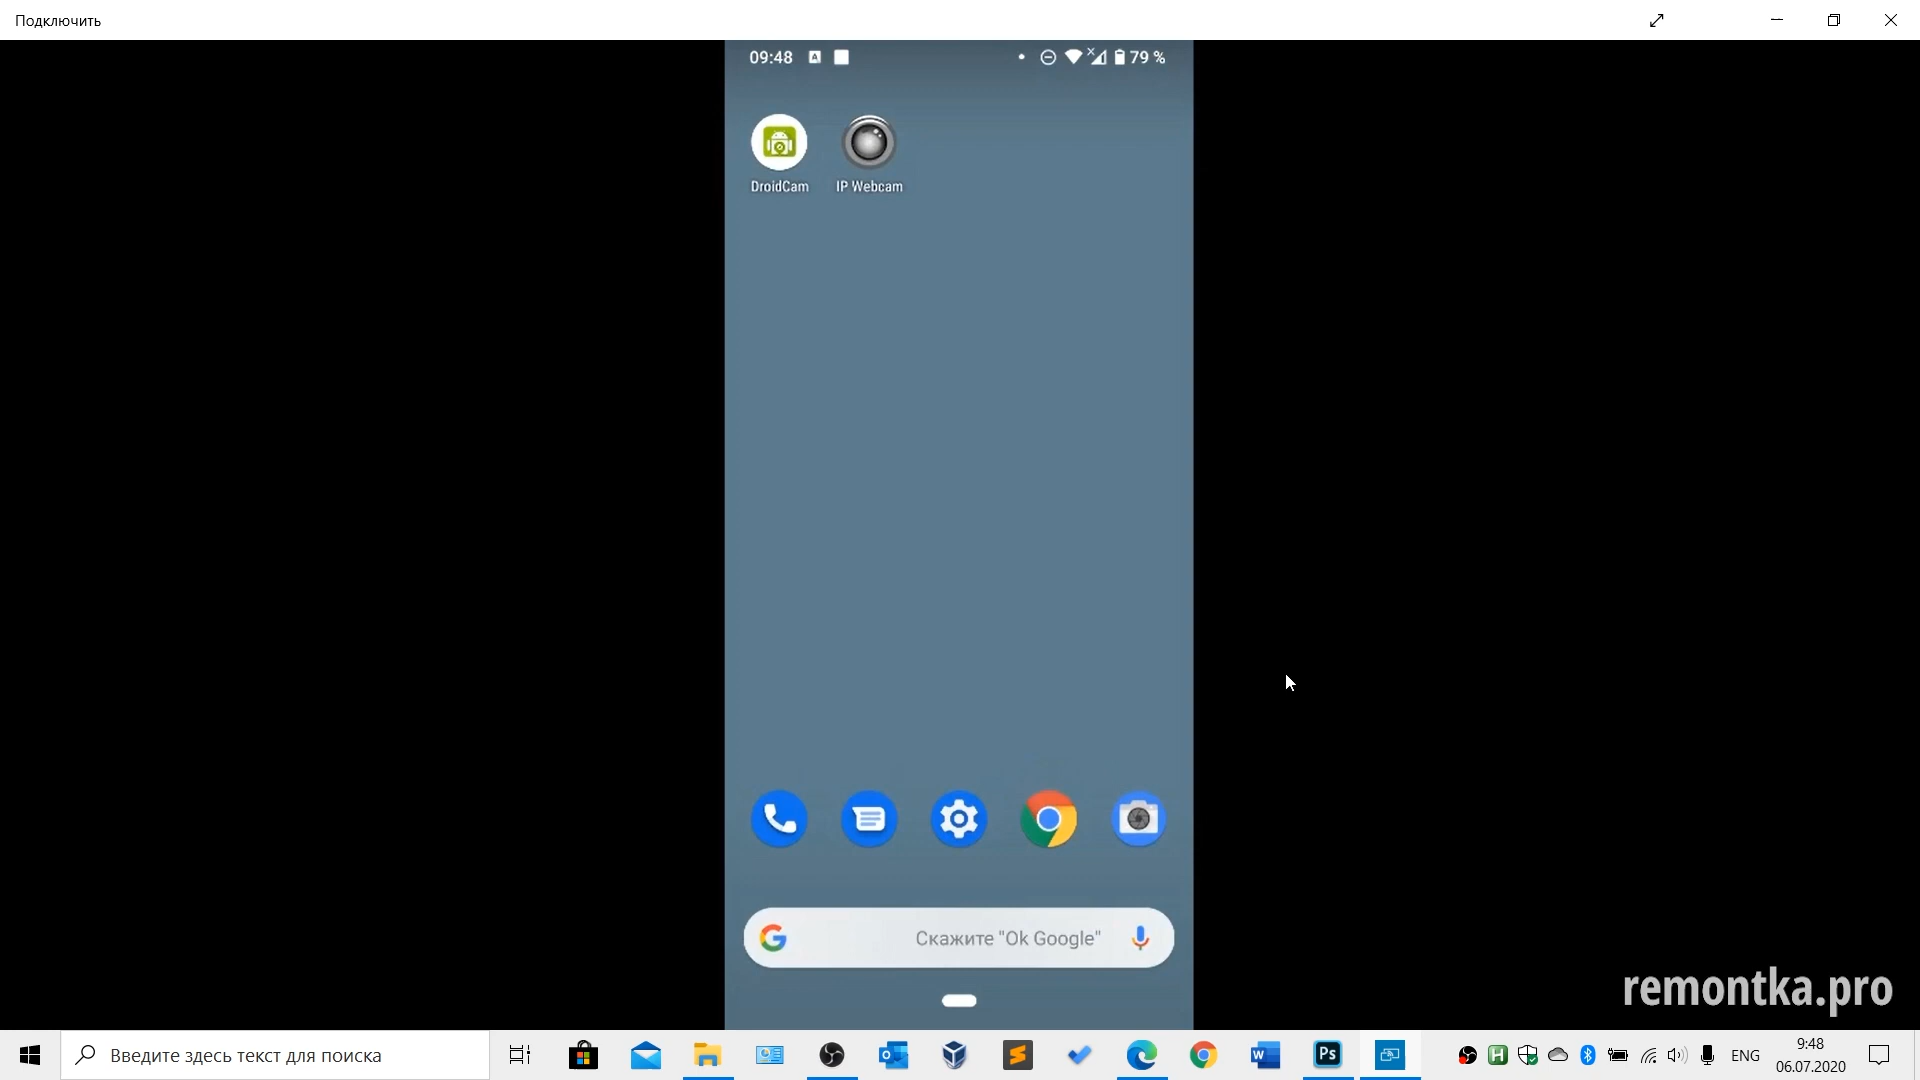 Подключить
09:48
79 %
DroidCam
IP Webcam
Скажите "Ok Google"
remontka.pro
Введите здесь текст для поиска
ENG
9:48
06.07.2020